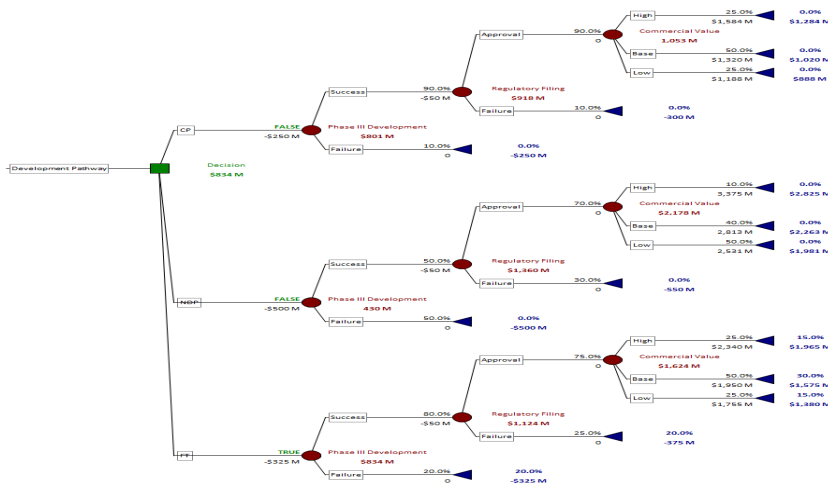 High 25.0% 0.0%
$1,584 M $1,284 M
Approval 90.0% Commercial Value
0 1,053 M
Base 50.0% 0.0%
$1,320 M $1,020 M
Low 25.0% 0.0%
$1,188 M $888 M
Success 90.0% Regulatory Filing
-$50 M $918 M
Failure 10.0% 0.0%
0 -300 M
CP FALSE Phase III Development
-$250 M $801 M
Failure 10.0% 0.0%
0 -$250 M
Development Pathway Decision
$834 M
High 10.0% 0.0%
3,375 M $2,825 M
Approval 70.0% Commercial Value
0 $2,178 M
Base 40.0% 0.0%
2,813 M $2,263 M
Low 50.0% 0.0%
2,531 M $1,981 M
Success 50.0% Regulatory Filing
-$50 M $1,360 M
Failure 30.0% 0.0%
0 -550 M
NDP FALSE Phase III Development
-$500 M 430 M
Failure 50.0% 0.0%
0 -$500 M
High 25.0% 15.0%
$2,340 M $1,965 M
Approval 75.0% Commercial Value
0 $1,624 M
Base 50.0% 30.0%
$1,950 M $1,575 M
Low 25.0% 15.0%
$1,755 M $1,380 M
Success 80.0% Regulatory Filing
-$50 M $1,124 M
Failure 25.0% 20.0%
0 -375 M
FT TRUE Phase III Development
-$325 M $834 M
Failure 20.0% 20.0%
0 -$325 M